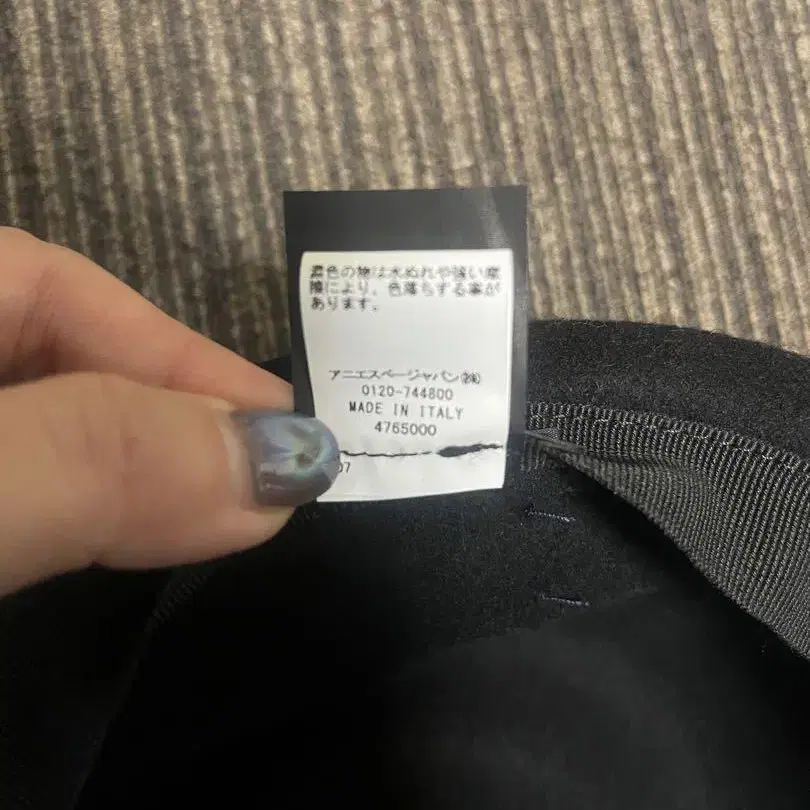 濃色の物は水ぬれや強い摩
擦により、色落ちする事が
あります。
アニエスベージャパン㈱
0120-744800
MADE IN ITALY
4765000
07